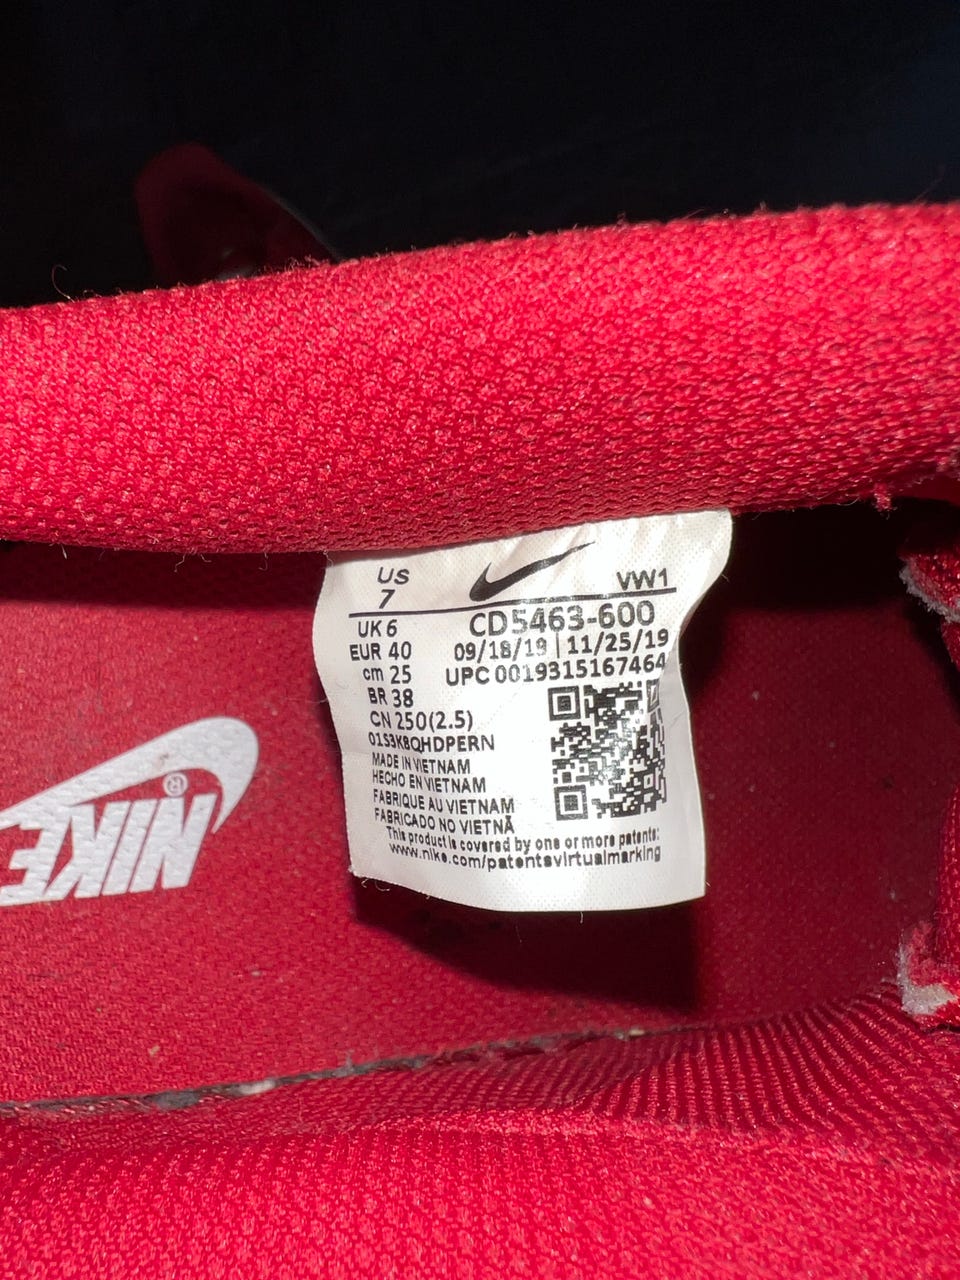 US
7
VW1
UK 6
CD5463-600
EUR 40
09/18/19 | 11/25/19
cm 25
UPC 0019315167464
BR 38
CN 250(2.5)
01S3K8QHDPERN
MADE IN VIETNAM
HECHO EN VIETNAM
FABRIQUE AU VIETNAM
FABRICADO NO VIETNÃ
This product is covered by one or more patents:
www.nike.com/patentsvirtualmarking
NIKE®